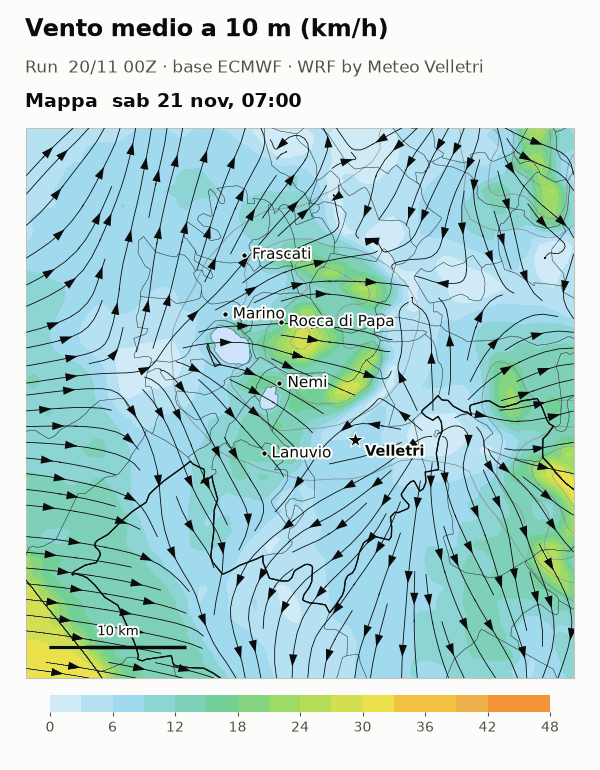 Vento medio a 10 m (km/h)
Run  20/11 00Z · base ECMWF · WRF by Meteo Velletri
Mappa  sab 21 nov, 07:00
Frascati
Marino
Rocca di Papa
Nemi
Velletri
Lanuvio
10 km
0 6 12 18 24 30 36 42 48